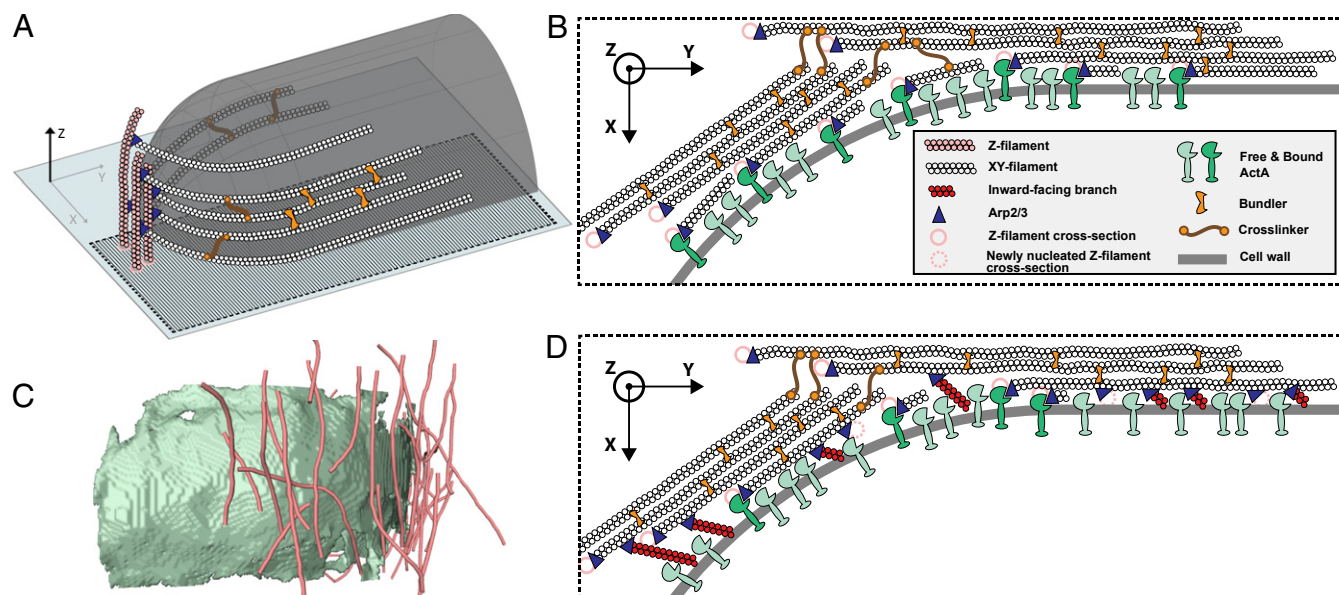 A
Z
Y
X
B
Z
Y
X
Z-filament
XY-filament
Inward-facing branch
Arp2/3
Z-filament cross-section
Newly nucleated Z-filament
cross-section
Free & Bound
ActA
Bundler
Crosslinker
Cell wall
C
D
Z
Y
X